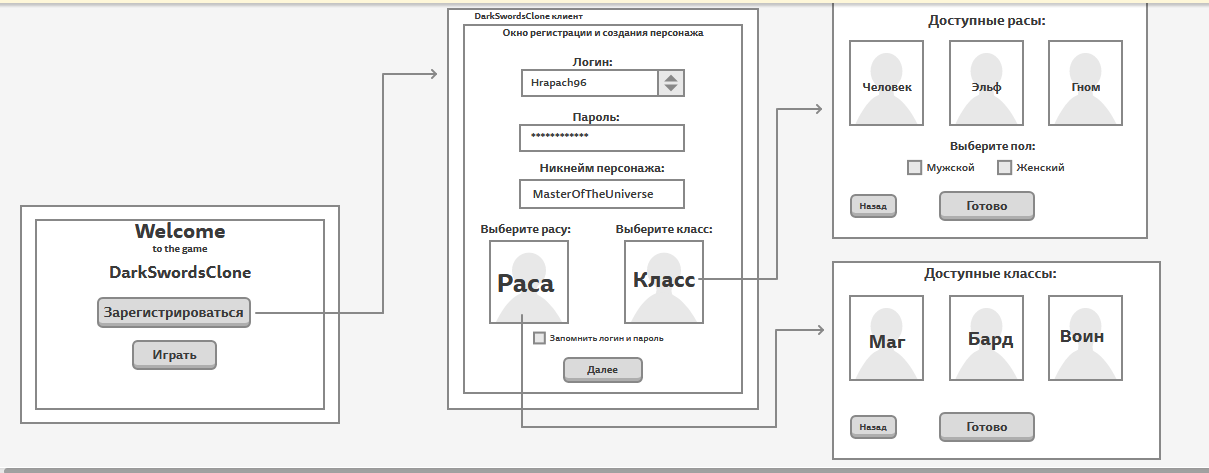 Welcome
to the game
DarkSwordsClone
Зарегистрироваться
Играть
DarkSwordsClone клиент
Окно регистрации и создания персонажа
Логин:
Hrapach96
Пароль:
************
Никнейм персонажа:
MasterOfTheUniverse
Выберите расу: Выберите класс:
Раса Класс
Запомнить логин и пароль
Далее
Доступные расы:
Человек Эльф Гном
Выберите пол:
Мужской Женский
Назад Готово
Доступные классы:
Маг Бард Воин
Назад Готово